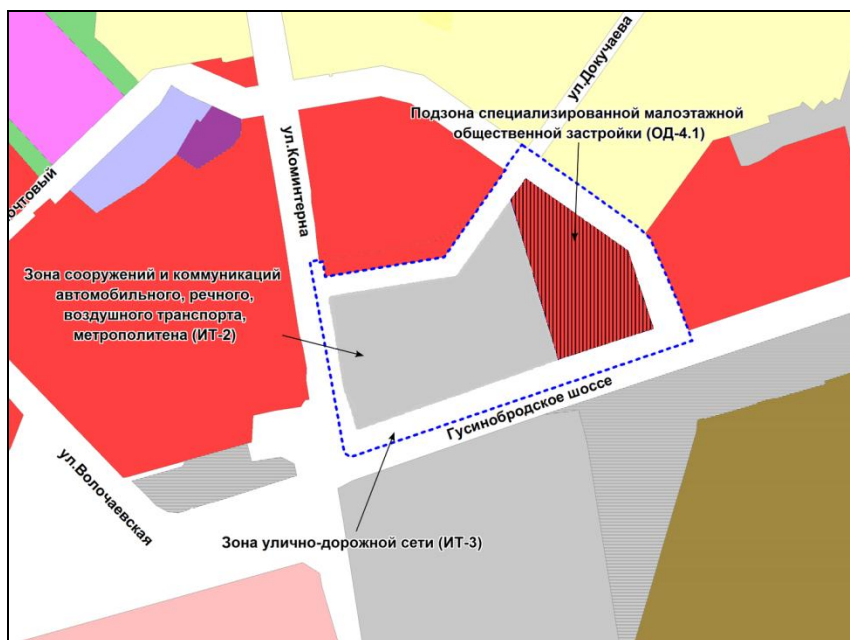 ул.Докучаева
Подзона специализированной малоэтажной
общественной застройки (ОД-4.1)
ул.Коминтерна
Зона сооружений и коммуникаций
автомобильного, речного,
воздушного транспорта,
метрополитена (ИТ-2)
Гусинобродское шоссе
ул.Волочаевская
Зона улично-дорожной сети (ИТ-3)